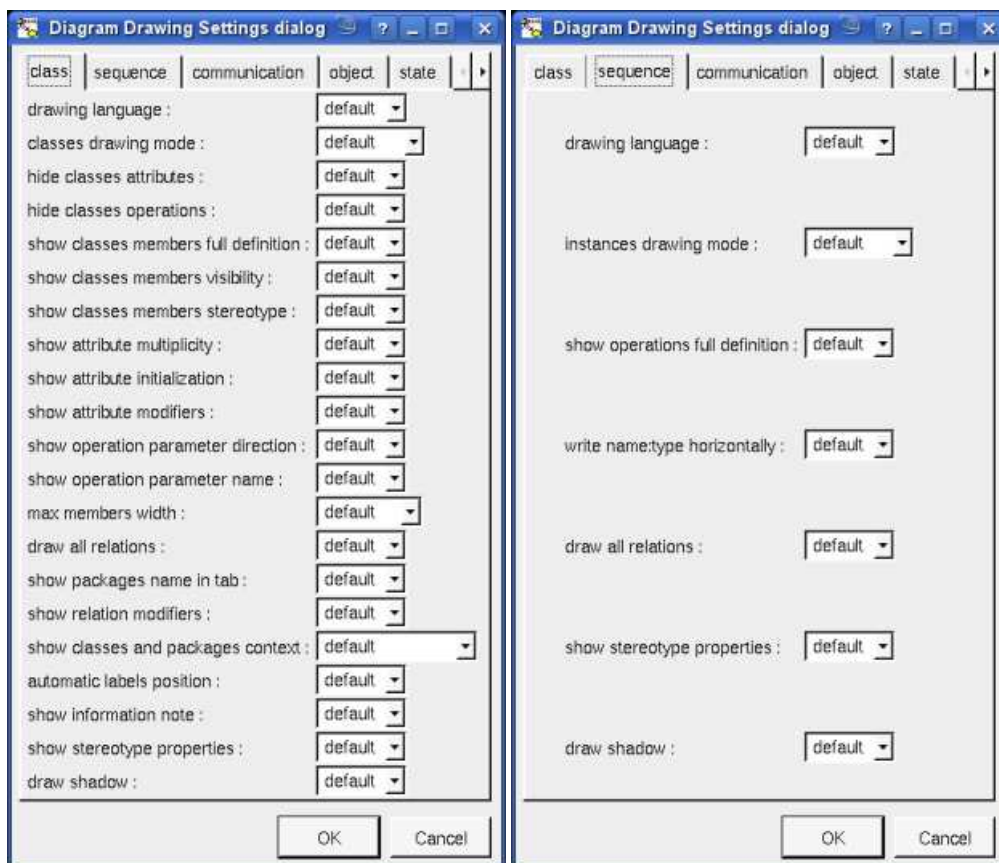 Diagram Drawing Settings dialog
class sequence communication object state
drawing language : default
classes drawing mode : default
hide classes attributes : default
hide classes operations : default
show classes members full definition : default
show classes members visibility : default
show classes members stereotype : default
show attribute multiplicity : default
show attribute initialization : default
show attribute modifiers : default
show operation parameter direction : default
show operation parameter name : default
max members width : default
draw all relations : default
show packages name in tab : default
show relation modifiers : default
show classes and packages context : default
automatic labels position : default
show information note : default
show stereotype properties : default
draw shadow : default
OK Cancel
Diagram Drawing Settings dialog
class sequence communication object state
drawing language : default
instances drawing mode : default
show operations full definition : default
write name:type horizontally : default
draw all relations : default
show stereotype properties : default
draw shadow : default
OK Cancel